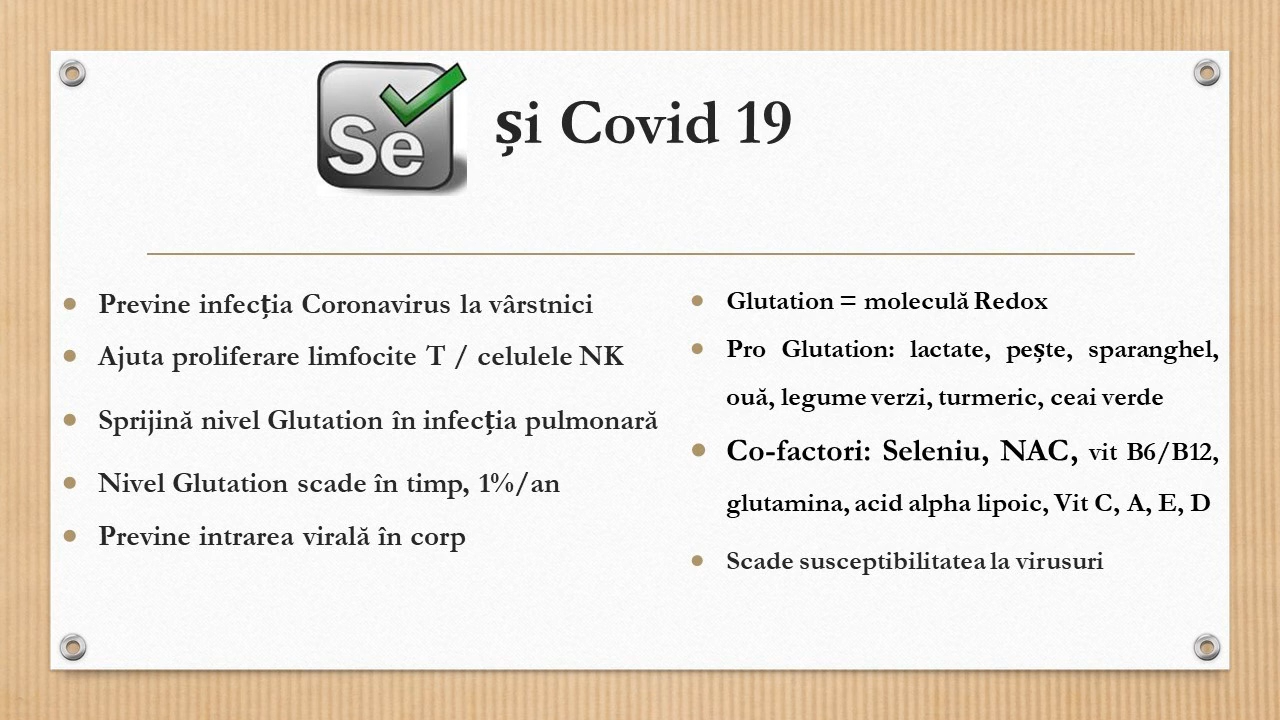 Se și Covid 19
Previne infecția Coronavirus la vârstnici
Ajuta proliferare limfocite T / celulele NK
Sprijină nivel Glutation în infecția pulmonară
Nivel Glutation scade în timp, 1%/an
Previne intrarea virală în corp
Glutation = moleculă Redox
Pro Glutation: lactate, pește, sparanghel,
ouă, legume verzi, turmeric, ceai verde
Co-factori: Seleniu, NAC, vit B6/B12,
glutamina, acid alpha lipoic, Vit C, A, E, D
Scade susceptibilitatea la virusuri